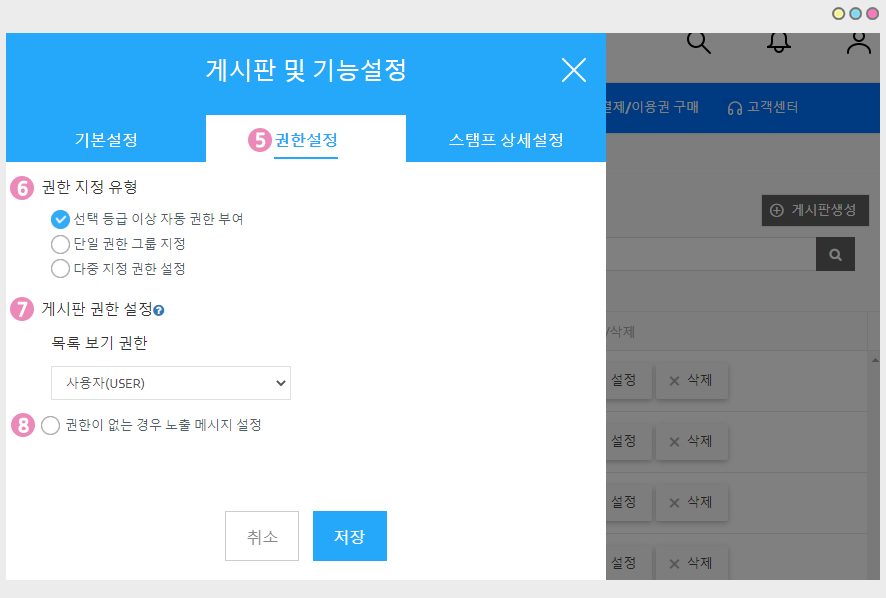 게시판 및 기능설정
결제/이용권 구매
고객센터
기본설정
5 권한설정
스탬프 상세설정
6 권한 지정 유형
선택 등급 이상 자동 권한 부여
단일 권한 그룹 지정
다중 지정 권한 설정
7 게시판 권한 설정
목록 보기 권한
사용자(USER)
8 권한이 없는 경우 노출 메시지 설정
취소
저장
게시판생성
/삭제
설정 삭제
설정 삭제
설정 삭제
설정 삭제